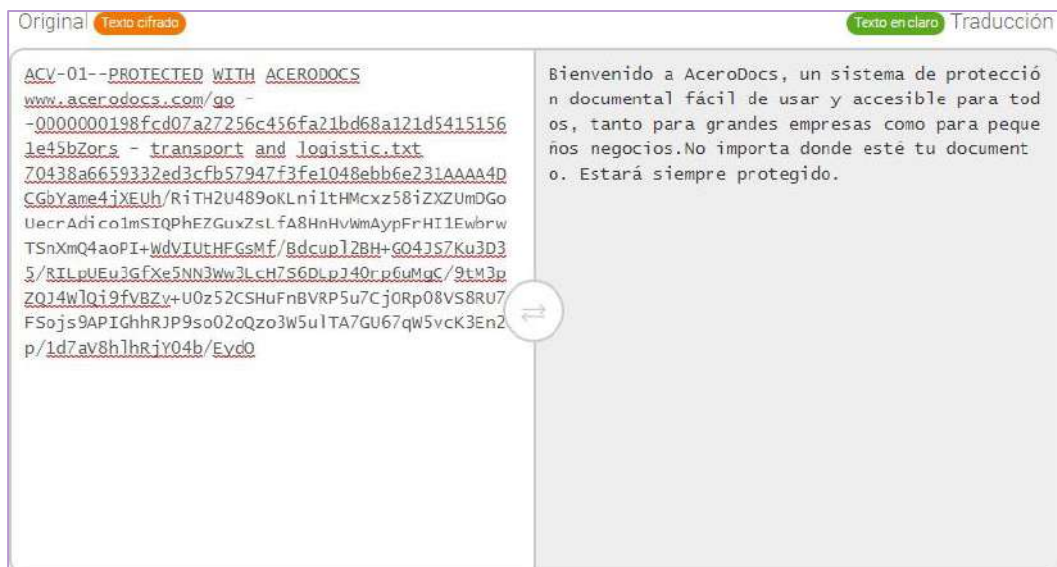 Original Texto cifrado
Texto en claro Traducción
ACV-01--PROTECTED WITH ACERODOCS
www.acerodocs.com/go -
-0000000198fcd07a27256c456fa21bd68a121d5415156
1e45bZors - transport and logistic.txt
70438a6659332ed3cfb57947f3fe1048ebb6e231AAAA4D
CGbYame4jXEUh/RiTH2U489oKLni1tHMcxz58iZXZUmDGo
UecrAdico1mSIQPhEZGuxZsLfA8HnHvWmAypFrHI1Ewbrw
TSnXmQ4aoPI+WdVIUtHFGsMf/Bdcupl2BH+GO4JS7Ku3D3
5/RILpUEu3GfXe5NN3Ww3LcH7S6DLpJ4Orp6uMgC/9tM3p
ZQJ4WlQi9fVBZv+U0z52CSHuFnBVRP5u7CjORp08VS8RU7
FSojs9APIGhhRJP9so02oQzo3W5ulTA7GU67qW5vcK3En2
p/1d7aV8hlhRjY04b/EydO
Bienvenido a AceroDocs, un sistema de protecció
n documental fácil de usar y accesible para tod
os, tanto para grandes empresas como para peque
ños negocios.No importa donde esté tu document
o. Estará siempre protegido.